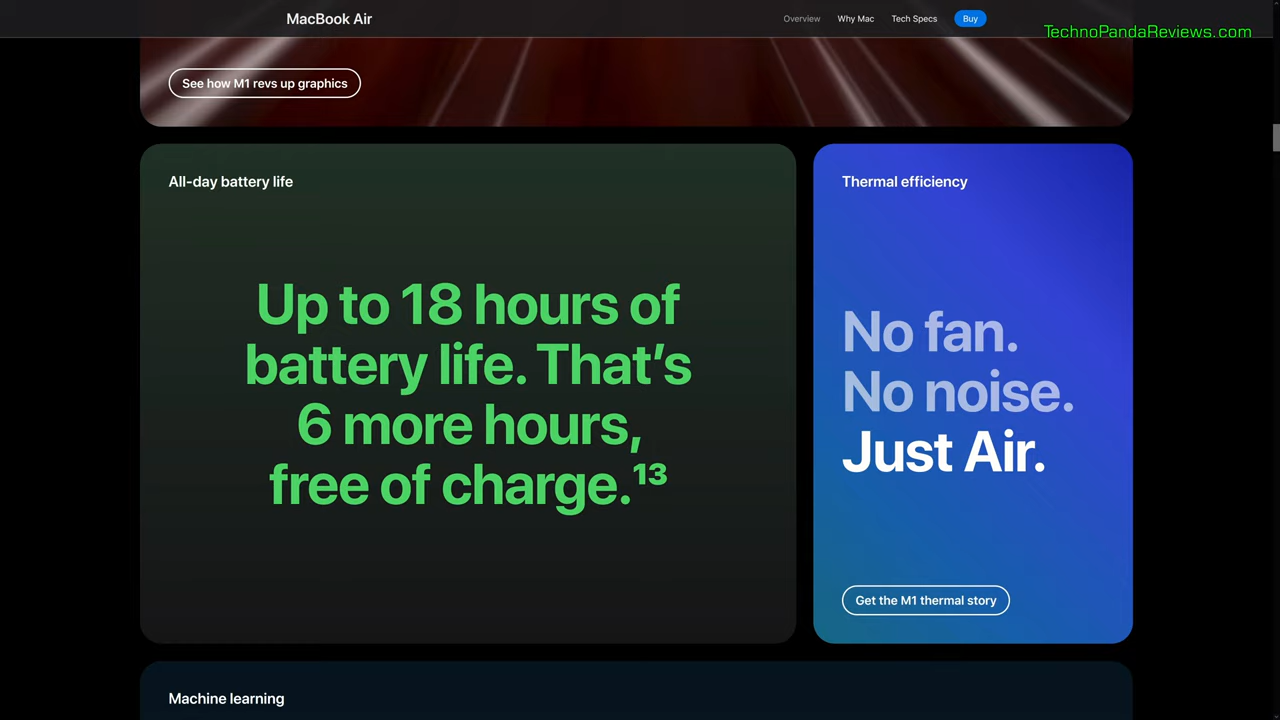 MacBook Air
Overview
Why Mac
Tech Specs
Buy
TechnoPandaReviews.com
See how M1 revs up graphics
All-day battery life
Up to 18 hours of
battery life. That's
6 more hours,
free of charge.¹³
Thermal efficiency
No fan.
No noise.
Just Air.
Get the M1 thermal story
Machine learning